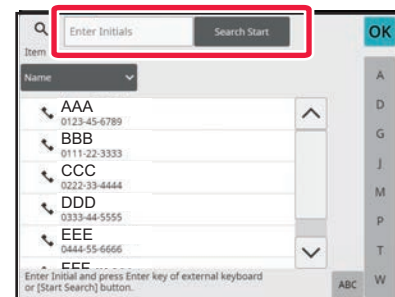 Enter Initials
Search Start
OK
Item
Name
A
AAA
0123-45-6789
D
BBB
0111-22-3333
G
CCC
0222-33-4444
J
M
DDD
0333-44-5555
P
EEE
0444-55-6666
T
Enter Initial and press Enter key of external keyboard
or [Start Search] button.
ABC
W